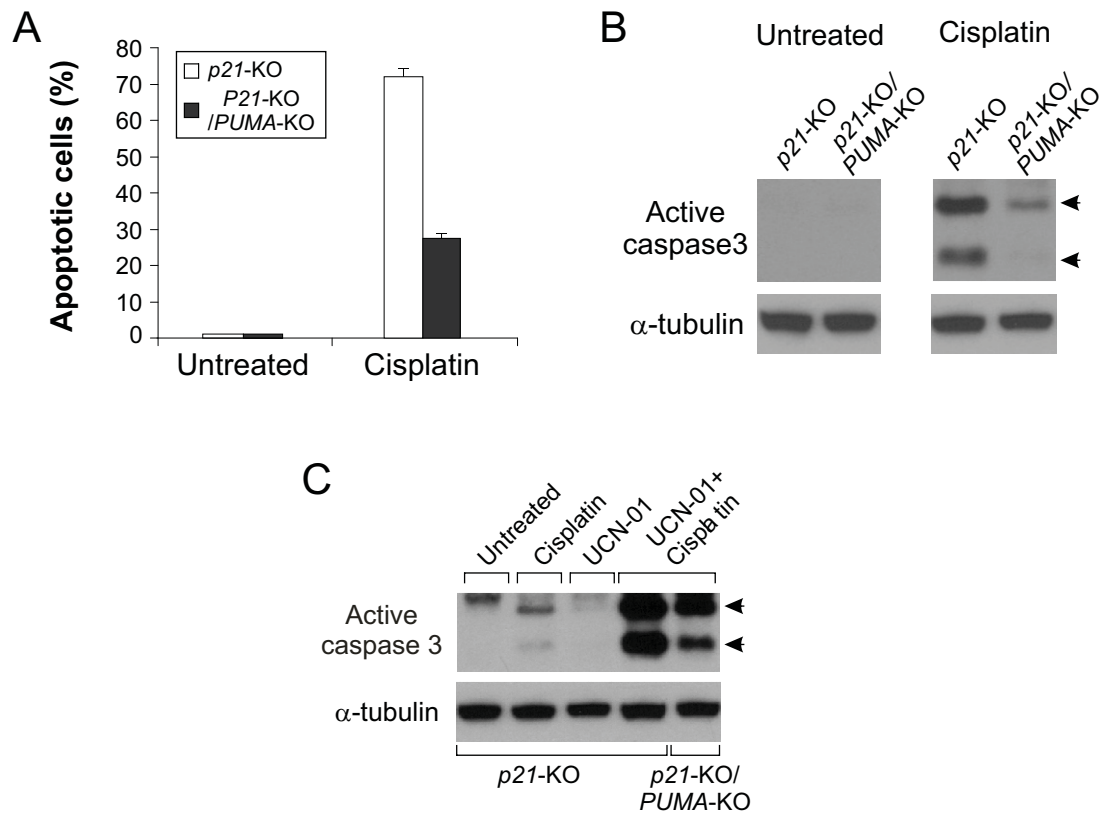 A
Apoptotic cells (%)
80
70
60
50
40
30
20
10
0
p21-KO
P21-KO
/PUMA-KO
Untreated
Cisplatin
B
Untreated
Cisplatin
p21-KO
p21-KO/
PUMA-KO
p21-KO
p21-KO/
PUMA-KO
Active
caspase3
α-tubulin
C
Untreated
Cisplatin
UCN-01
UCN-01+
Cisplatin
Active
caspase 3
α-tubulin
p21-KO
p21-KO/
PUMA-KO